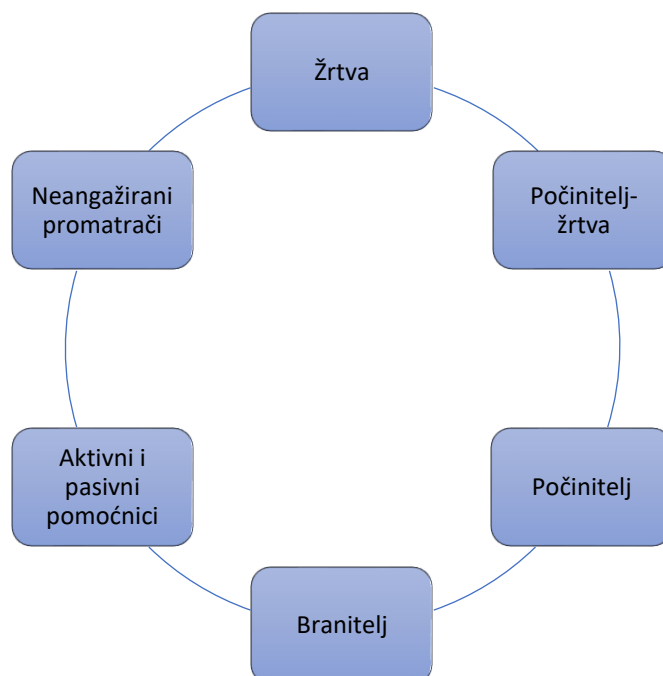 Žrtva
Neangažirani
promatrači
Počinitelj-
žrtva
Aktivni i
pasivni
pomoćnici
Počinitelj
Branitelj